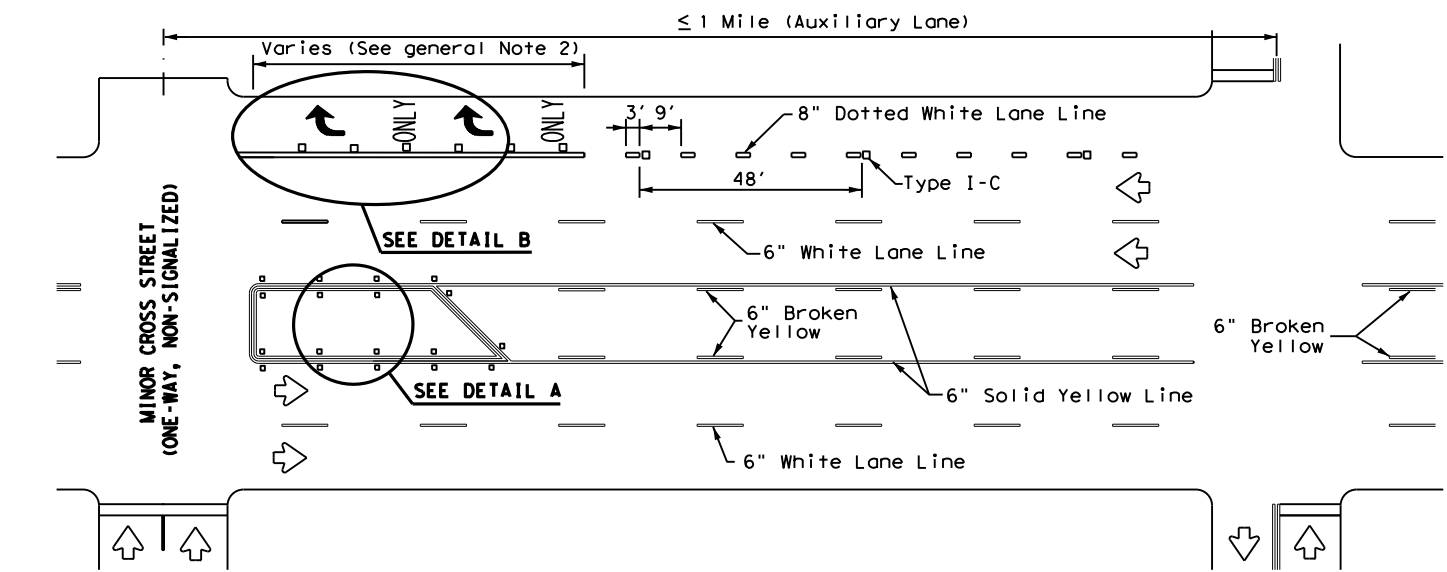 ≤ 1 Mile (Auxiliary Lane)
Varies (See general Note 2)
ONLY
ONLY
3' 9'
8" Dotted White Lane Line
48'
Type I-C
SEE DETAIL B
6" White Lane Line
MINOR CROSS STREET
(ONE-WAY, NON-SIGNALIZED)
6" Broken
Yellow
6" Broken
Yellow
SEE DETAIL A
6" Solid Yellow Line
6" White Lane Line